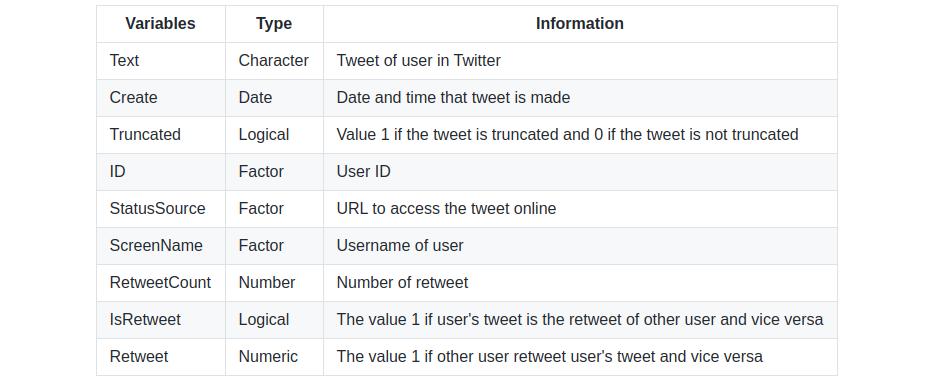 Variables Type Information
Text Character Tweet of user in Twitter
Create Date Date and time that tweet is made
Truncated Logical Value 1 if the tweet is truncated and 0 if the tweet is not truncated
ID Factor User ID
StatusSource Factor URL to access the tweet online
ScreenName Factor Username of user
RetweetCount Number Number of retweet
IsRetweet Logical The value 1 if user's tweet is the retweet of other user and vice versa
Retweet Numeric The value 1 if other user retweet user's tweet and vice versa